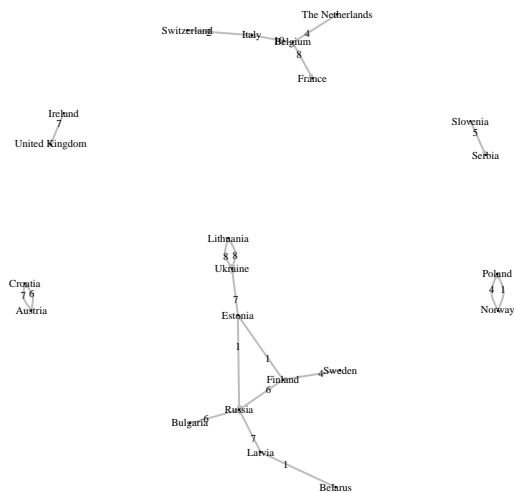 The Netherlands
Switzerland 2 Italy 10 Belgium 4
8
France
Ireland
7
United Kingdom
Slovenia
5
Serbia
Lithuania
8 8
Ukraine
Croatia
7 6
Austria
Poland
4 1
Norway
7
Estonia
1
1
Finland 4 Sweden
6
Russia
Bulgaria 6
7
Latvia
1
Belarus